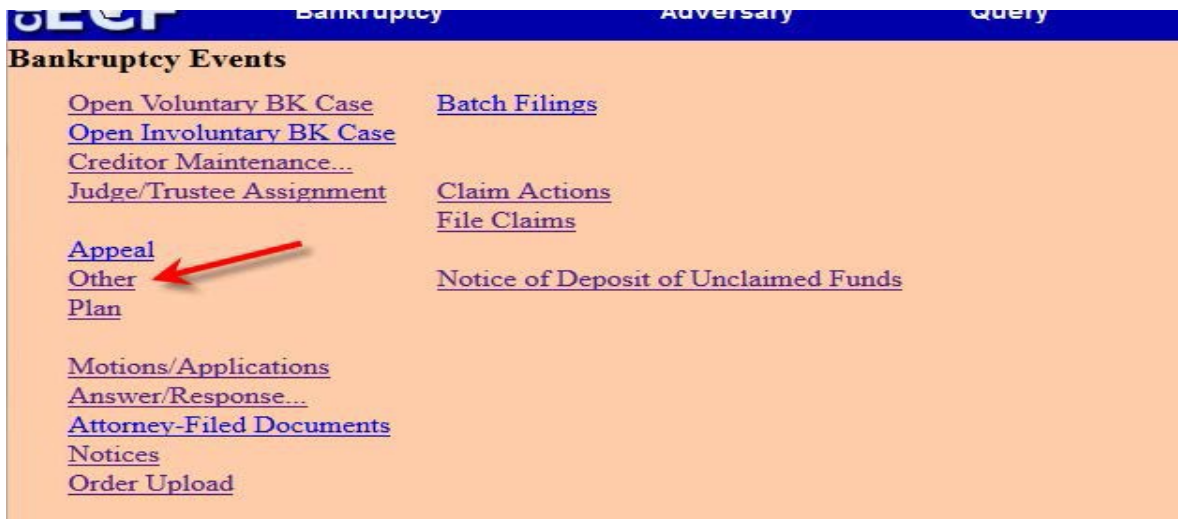 ECF Bankruptcy Adversary Query
Bankruptcy Events
Open Voluntary BK Case Batch Filings
Open Involuntary BK Case
Creditor Maintenance...
Judge/Trustee Assignment Claim Actions
File Claims
Appeal
Other Notice of Deposit of Unclaimed Funds
Plan
Motions/Applications
Answer/Response...
Attorney-Filed Documents
Notices
Order Upload